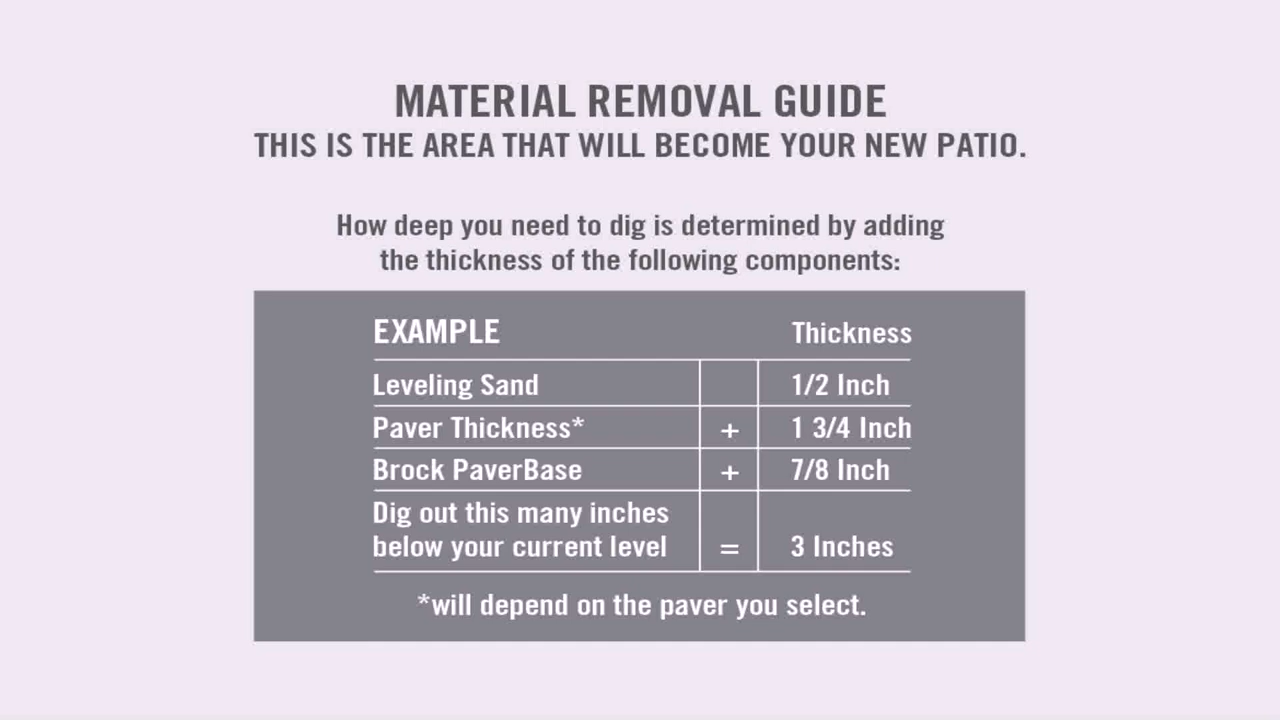 MATERIAL REMOVAL GUIDE
THIS IS THE AREA THAT WILL BECOME YOUR NEW PATIO.
How deep you need to dig is determined by adding
the thickness of the following components:
EXAMPLE Thickness
Leveling Sand 1/2 Inch
Paver Thickness* + 1 3/4 Inch
Brock PaverBase + 7/8 Inch
Dig out this many inches
below your current level = 3 Inches
*will depend on the paver you select.